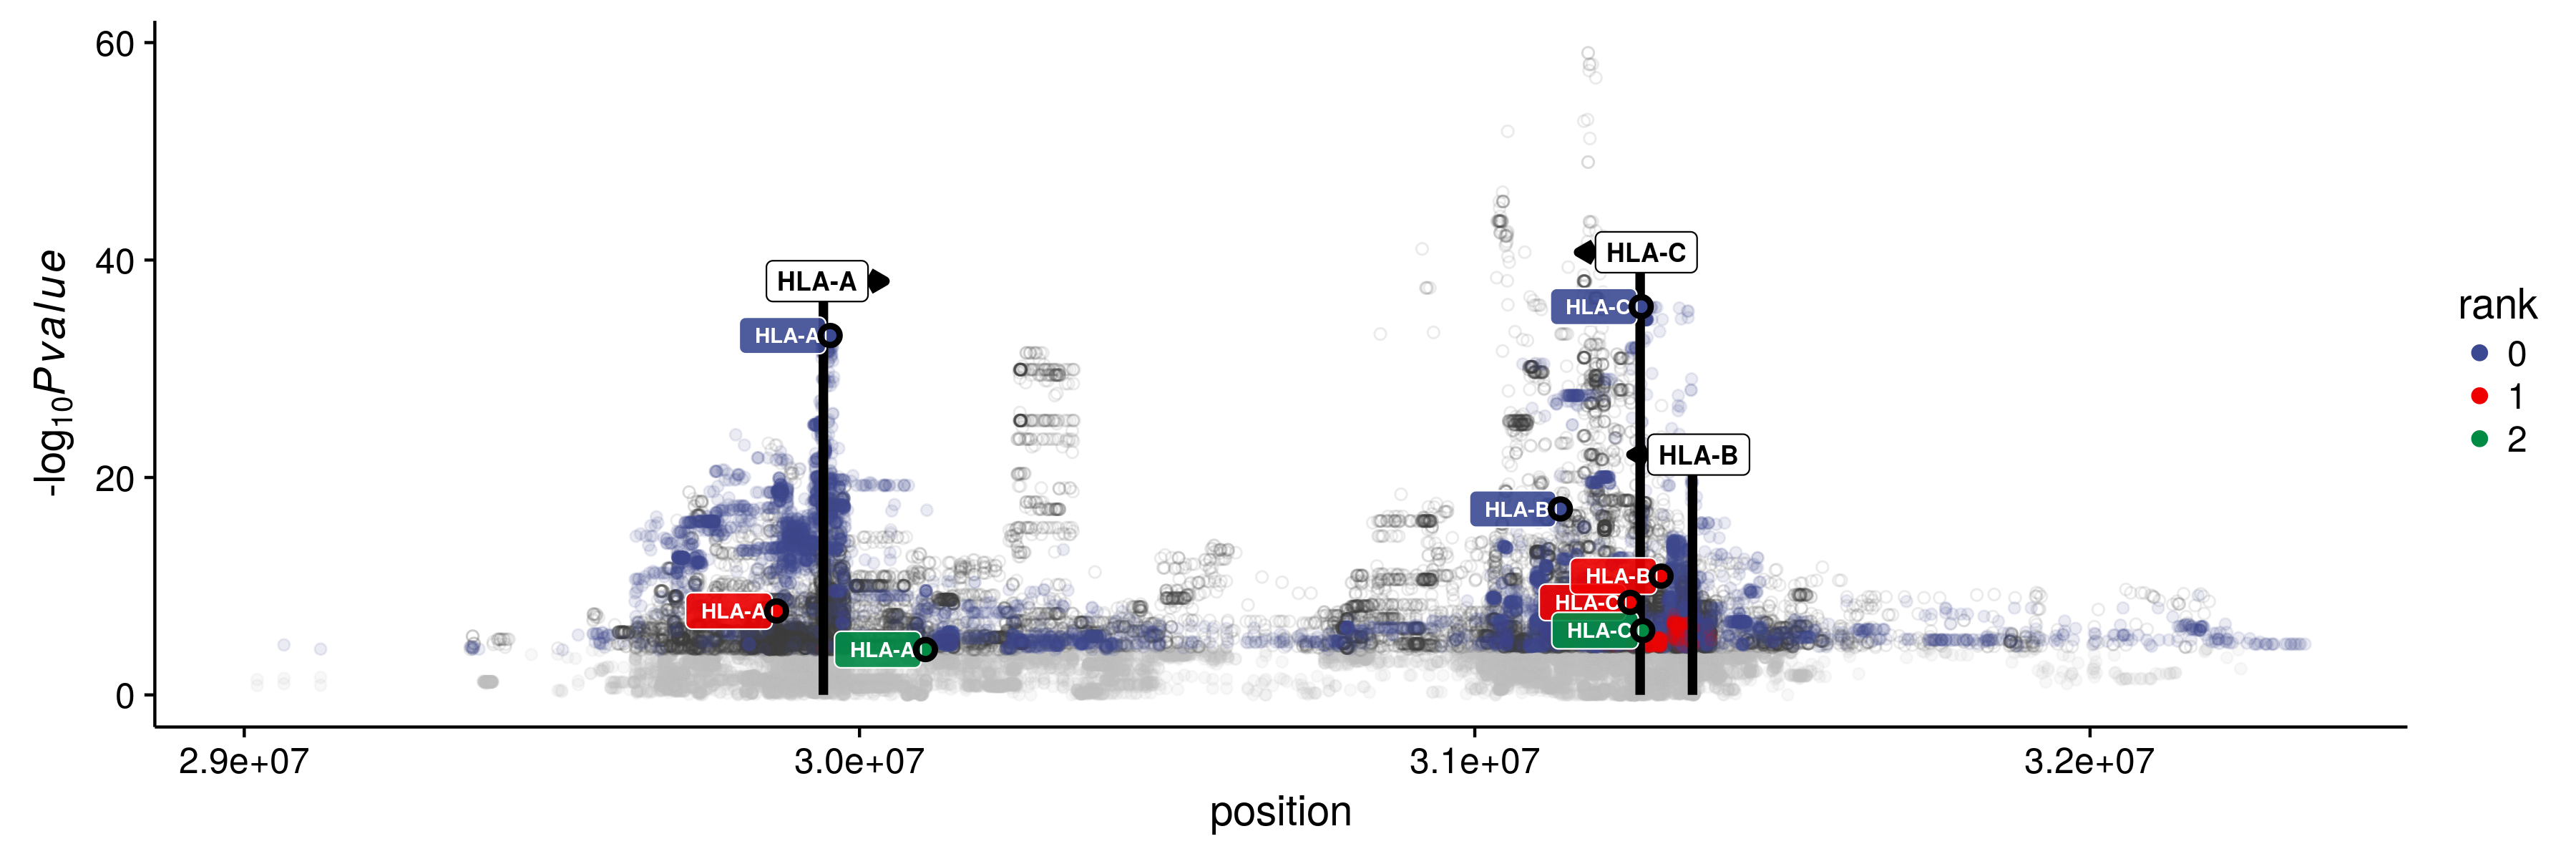 60
40
20
0
-log10Pvalue
HLA-A
HLA-A
HLA-A
HLA-A
HLA-C
HLA-C
HLA-B
HLA-B
HLA-B
HLA-C
HLA-C
2.9e+07
3.0e+07
3.1e+07
3.2e+07
position
rank
0
1
2